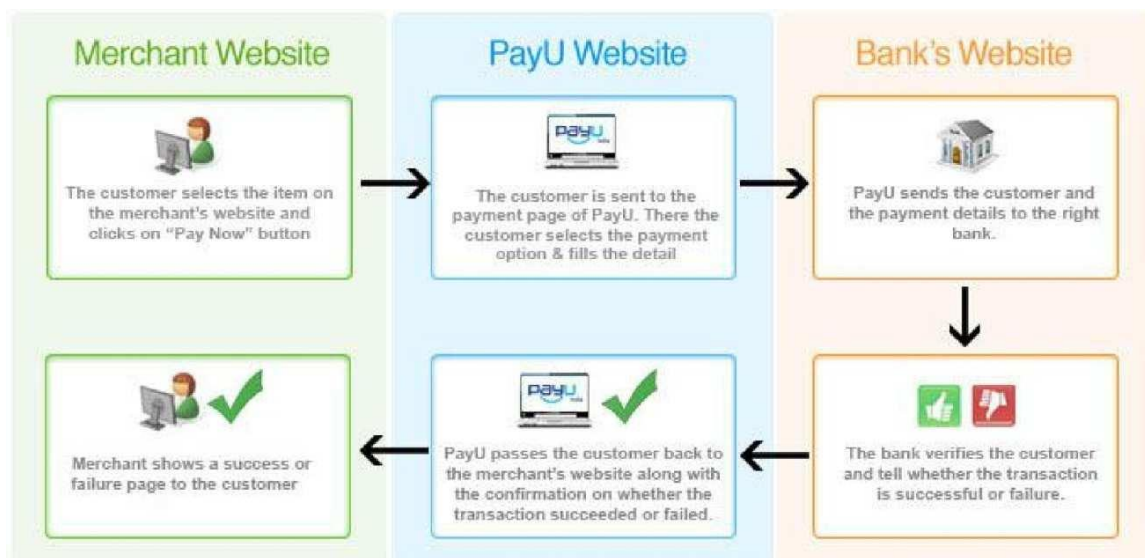 Merchant Website
PayU Website
Bank's Website
The customer selects the item on
the merchant's website and
clicks on "Pay Now" button
payU
india
The customer is sent to the
payment page of PayU. There the
customer selects the payment
option & fills the detail
PayU sends the customer and
the payment details to the right
bank.
Merchant shows a success or
failure page to the customer
payU
india
PayU passes the customer back to
the merchant's website along with
the confirmation on whether the
transaction succeeded or failed.
The bank verifies the customer
and tell whether the transaction
is successful or failure.